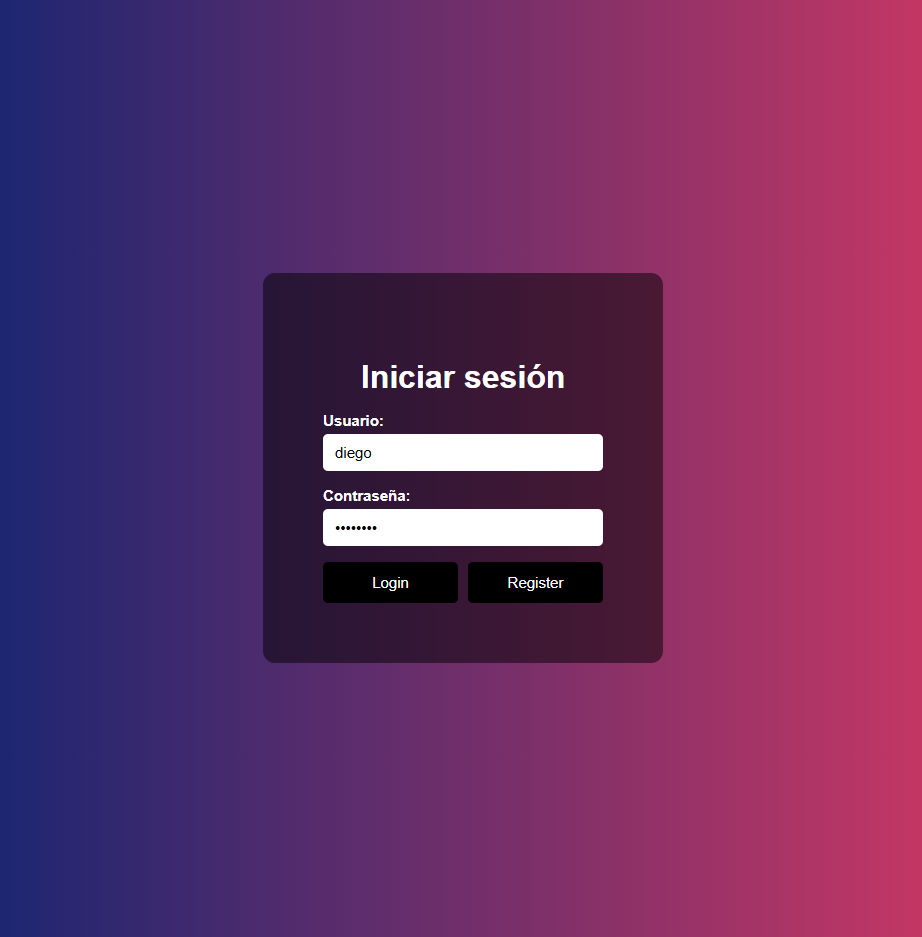 Iniciar sesión
Usuario:
diego
Contraseña:
••••••••
Login Register